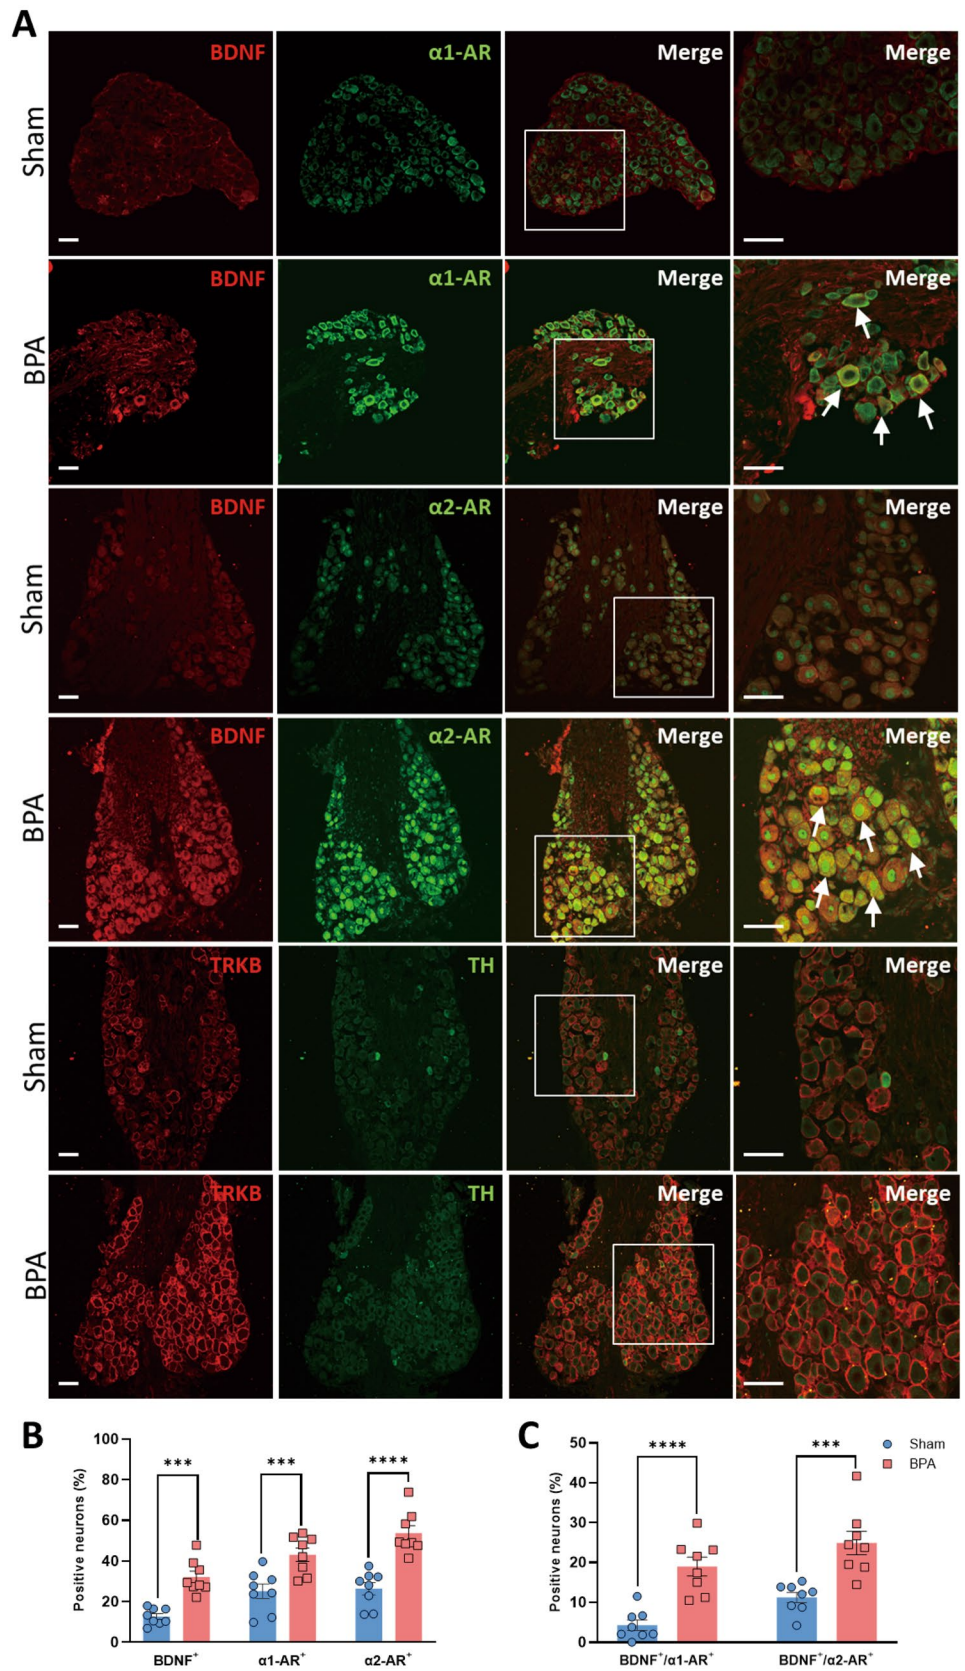 A
Sham
BDNF
α1-AR
Merge
Merge
BPA
BDNF
α1-AR
Merge
Merge
Sham
BDNF
α2-AR
Merge
Merge
BPA
BDNF
α2-AR
Merge
Merge
Sham
TRKB
TH
Merge
Merge
BPA
TRKB
TH
Merge
Merge
B
Positive neurons (%)
100
80
60
40
20
0
***
***
****
BDNF⁺
α1-AR⁺
α2-AR⁺
C
Positive neurons (%)
50
40
30
20
10
0
****
***
Sham
BPA
BDNF⁺/α1-AR⁺
BDNF⁺/α2-AR⁺